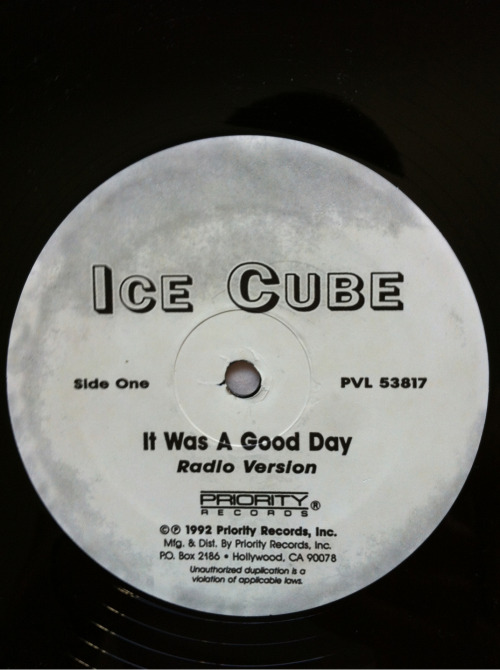 ICE CUBE
Side One
PVL 53817
It Was A Good Day
Radio Version
PRIORITY
RECORDS®
©℗ 1992 Priority Records, Inc.
Mfg. & Dist. By Priority Records, Inc.
P.O. Box 2186 • Hollywood, CA 90078
Unauthorized duplication is a
violation of applicable laws.